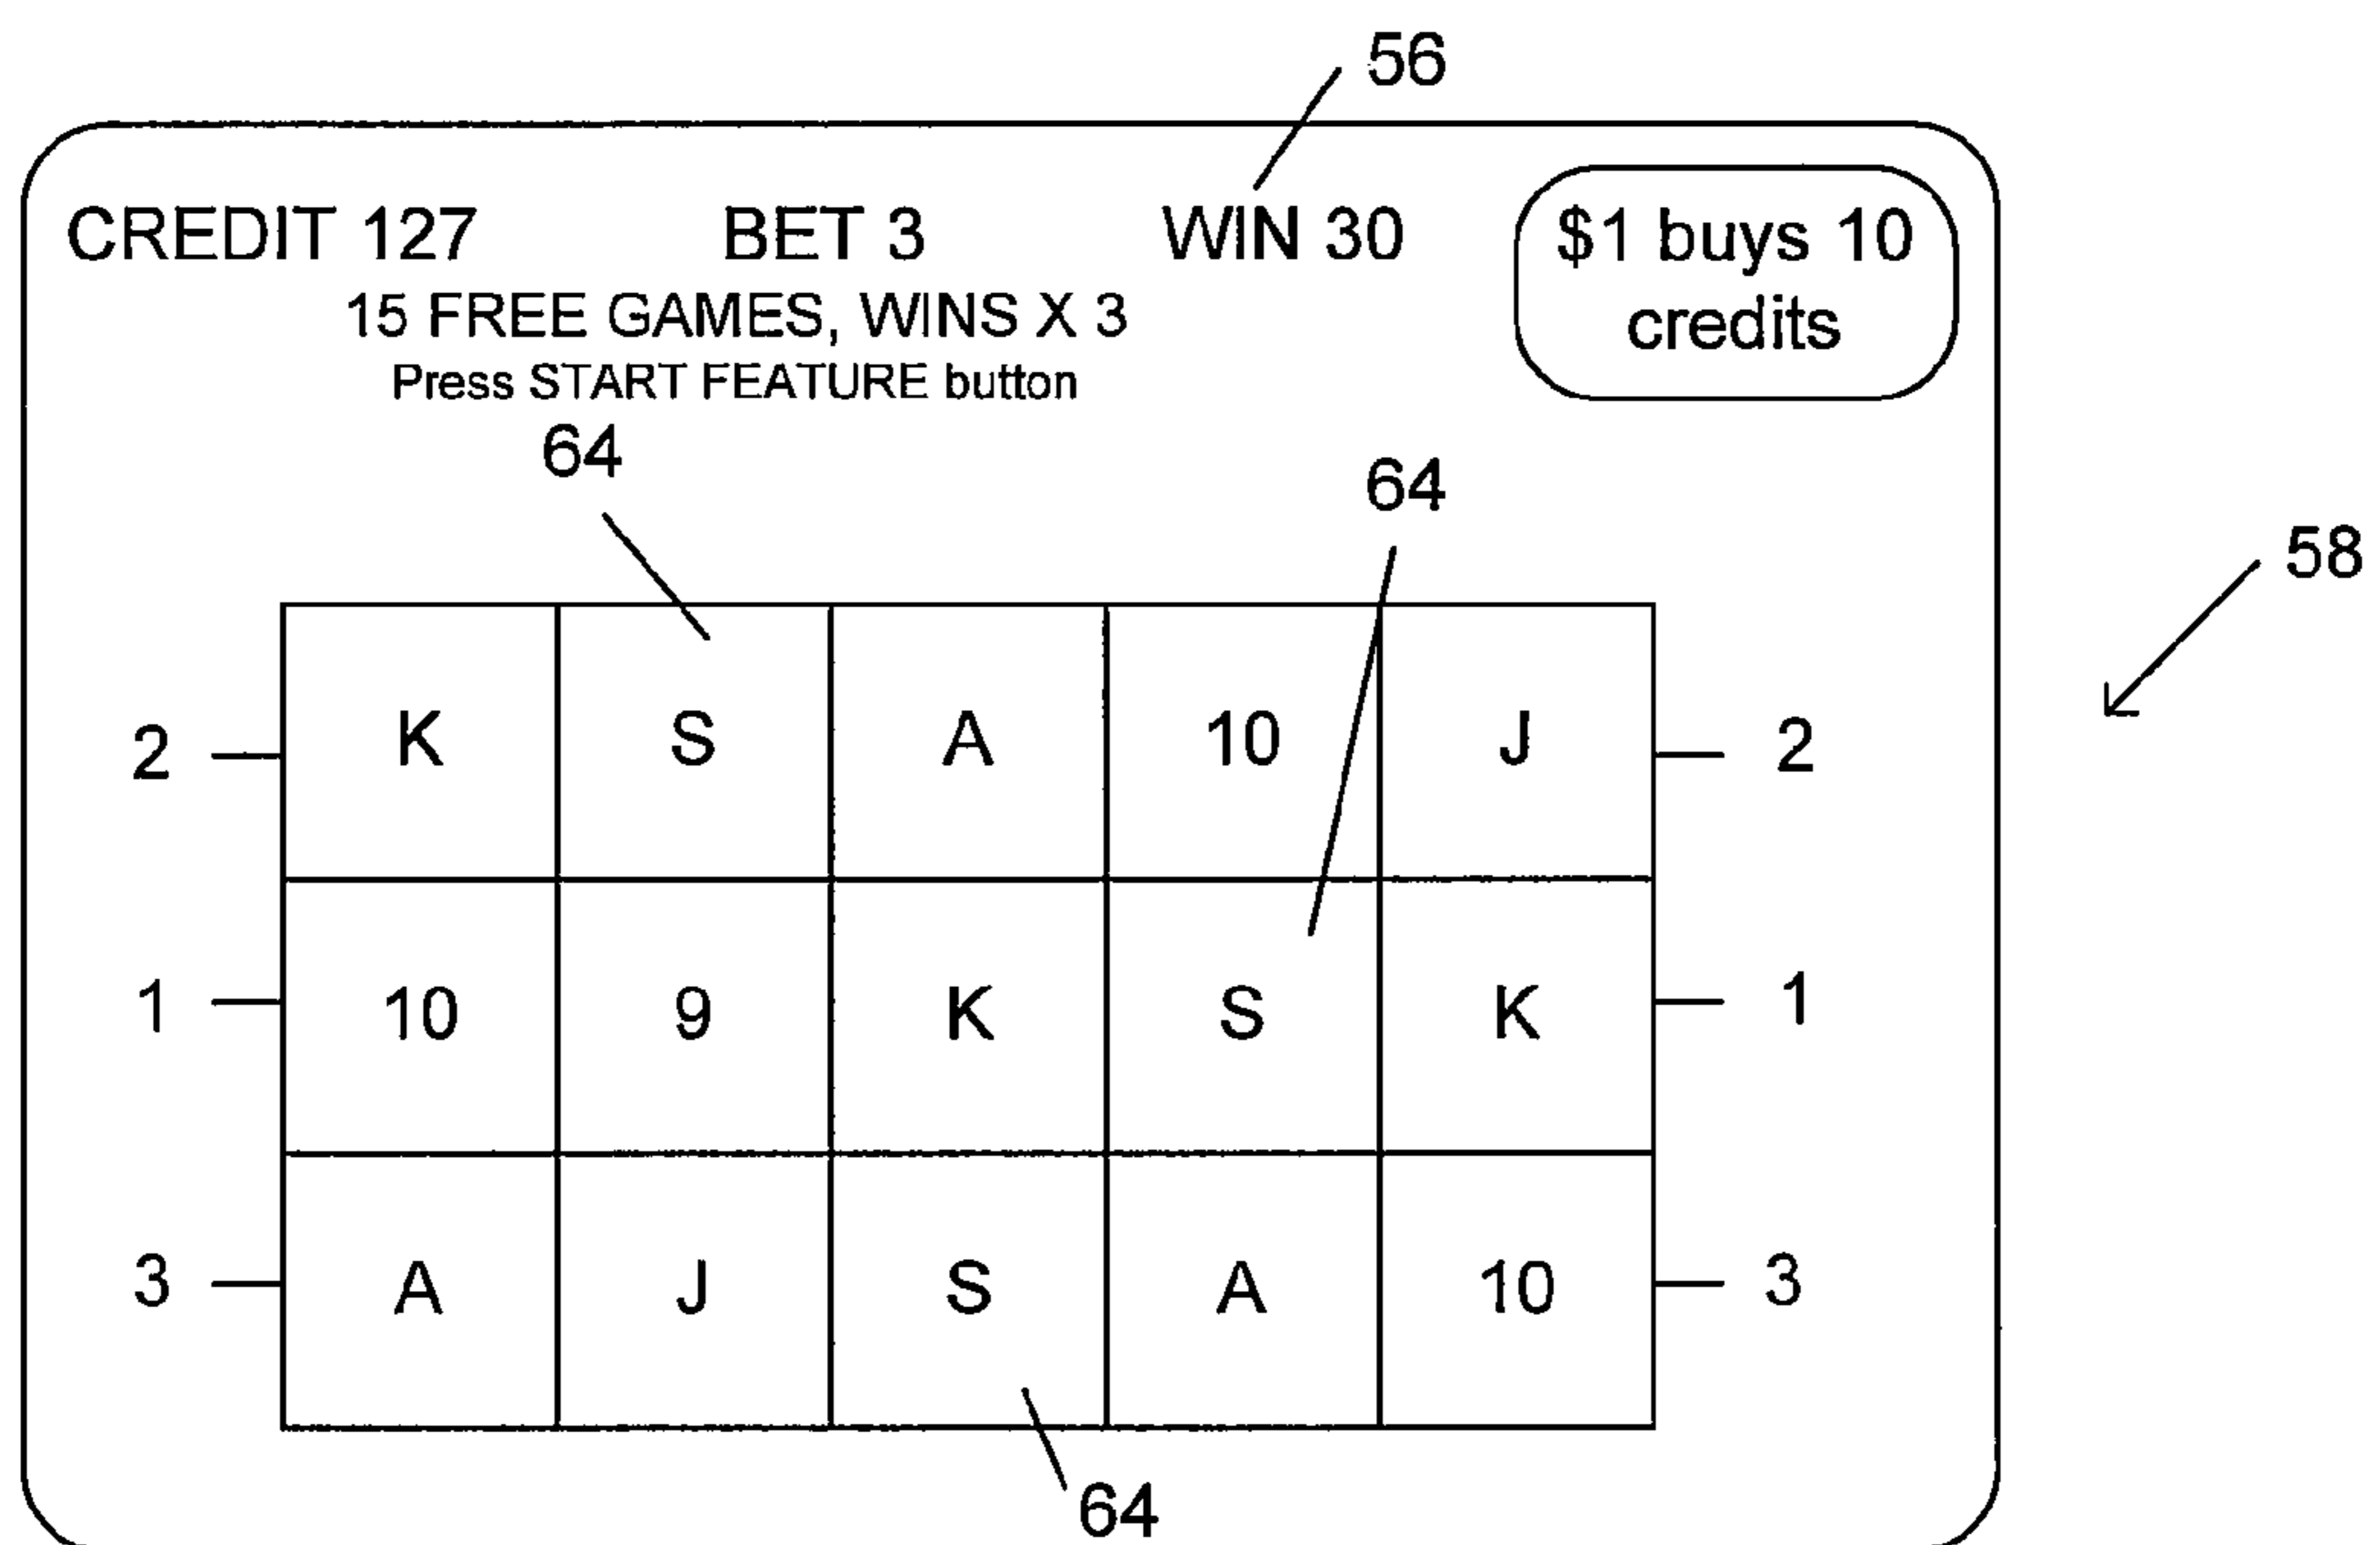 56
CREDIT 127 BET 3 WIN 30 $1 buys 10
credits
15 FREE GAMES, WINS X 3
Press START FEATURE button
64
64
58
2 K S A 10 J 2
1 10 9 K S K 1
3 A J S A 10 3
64